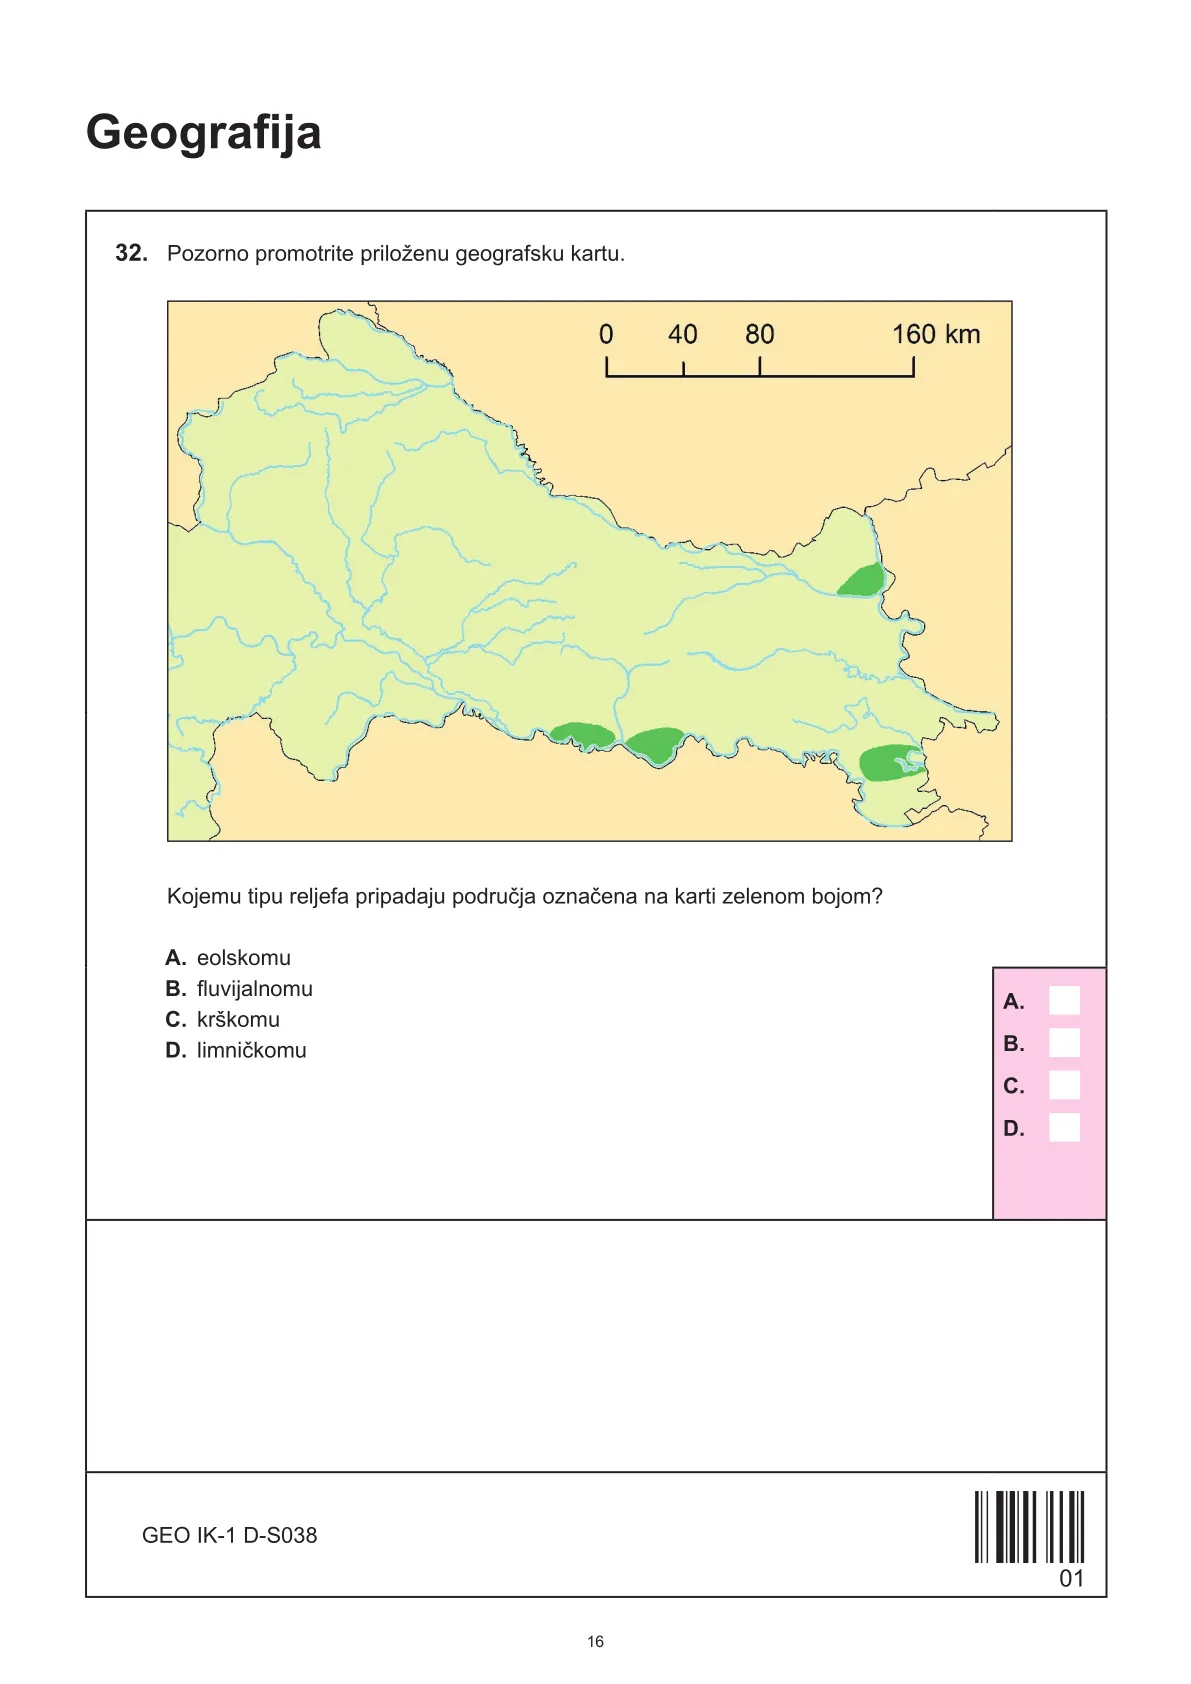 Geografija
32. Pozorno promotrite priloženu geografsku kartu.
0 40 80 160 km
Kojemu tipu reljefa pripadaju područja označena na karti zelenom bojom?
A. eolskomu
B. fluvijalnomu
C. krškomu
D. limničkomu
A.
B.
C.
D.
GEO IK-1 D-S038
01
16